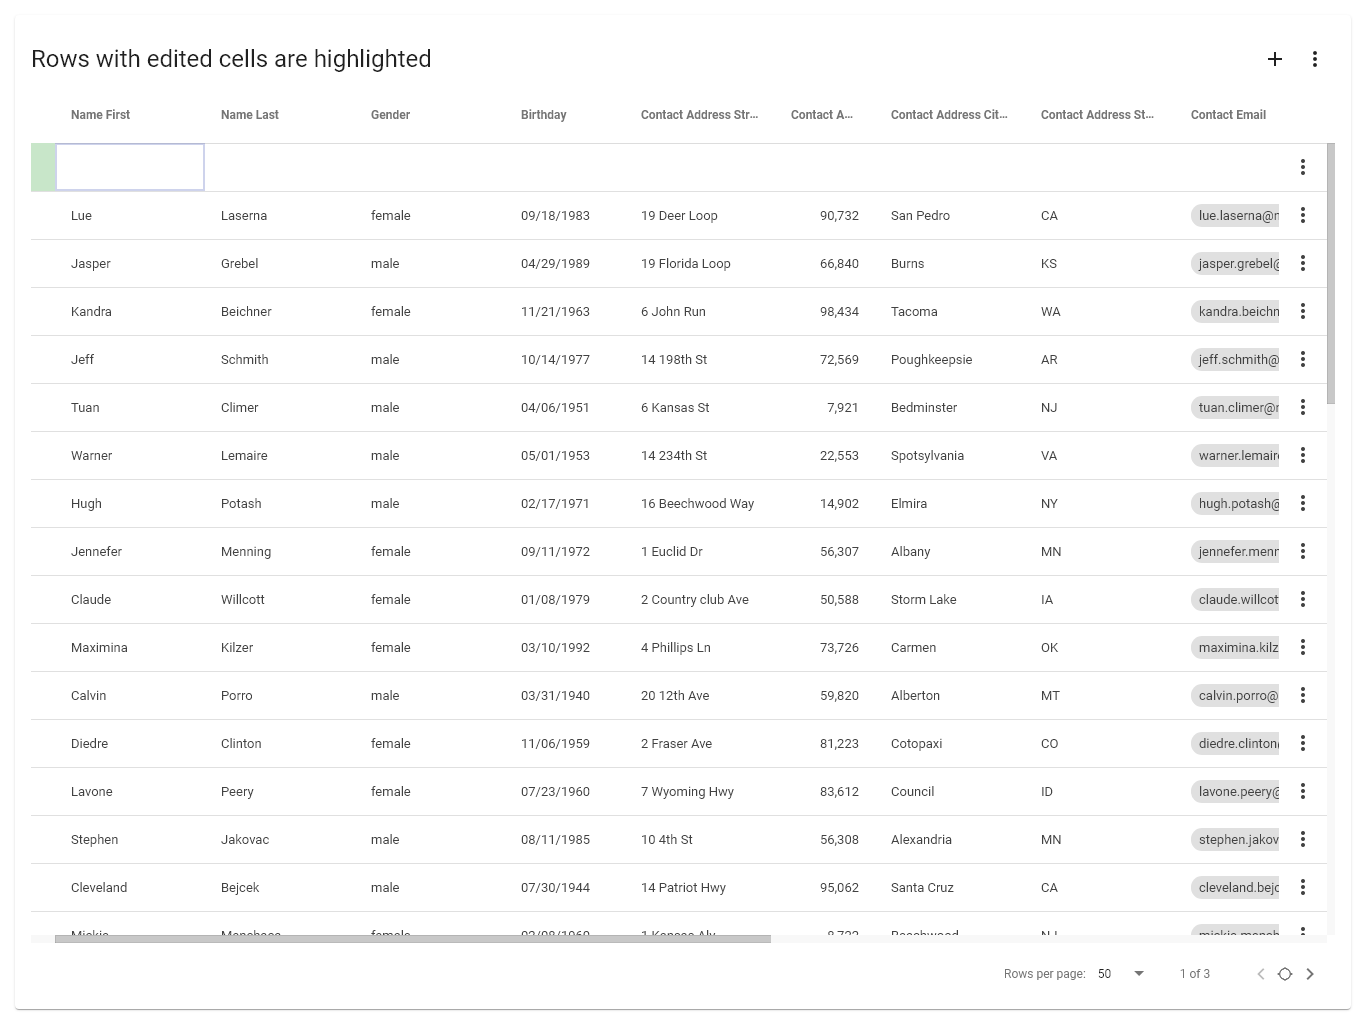 Rows with edited cells are highlighted
Name First Name Last Gender Birthday Contact Address Str... Contact A... Contact Address Cit... Contact Address St... Contact Email
Lue Laserna female 09/18/1983 19 Deer Loop 90,732 San Pedro CA lue.laserna@
Jasper Grebel male 04/29/1989 19 Florida Loop 66,840 Burns KS jasper.grebel@
Kandra Beichner female 11/21/1963 6 John Run 98,434 Tacoma WA kandra.beichn
Jeff Schmith male 10/14/1977 14 198th St 72,569 Poughkeepsie AR jeff.schmith@
Tuan Climer male 04/06/1951 6 Kansas St 7,921 Bedminster NJ tuan.climer@
Warner Lemaire male 05/01/1953 14 234th St 22,553 Spotsylvania VA warner.lemaire
Hugh Potash male 02/17/1971 16 Beechwood Way 14,902 Elmira NY hugh.potash@
Jennefer Menning female 09/11/1972 1 Euclid Dr 56,307 Albany MN jennefer.menn
Claude Willcott female 01/08/1979 2 Country club Ave 50,588 Storm Lake IA claude.willcot
Maximina Kilzer female 03/10/1992 4 Phillips Ln 73,726 Carmen OK maximina.kilz
Calvin Porro male 03/31/1940 20 12th Ave 59,820 Alberton MT calvin.porro@
Diedre Clinton female 11/06/1959 2 Fraser Ave 81,223 Cotopaxi CO diedre.clinton@
Lavone Peery female 07/23/1960 7 Wyoming Hwy 83,612 Council ID lavone.peery@
Stephen Jakovac male 08/11/1985 10 4th St 56,308 Alexandria MN stephen.jakov
Cleveland Bejcek male 07/30/1944 14 Patriot Hwy 95,062 Santa Cruz CA cleveland.bejc
Rows per page: 50 1 of 3